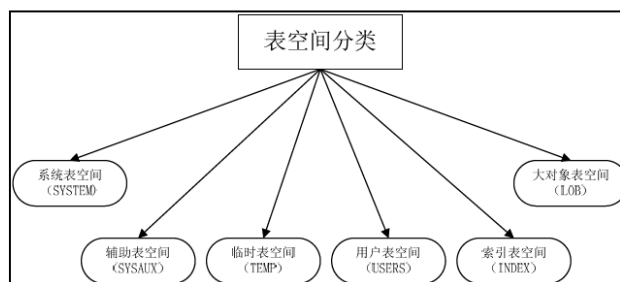 表空间分类
系统表空间
（SYSTEM）
大对象表空间
（LOB）
辅助表空间
（SYSAUX）
临时表空间
（TEMP）
用户表空间
（USERS）
索引表空间
（INDEX）